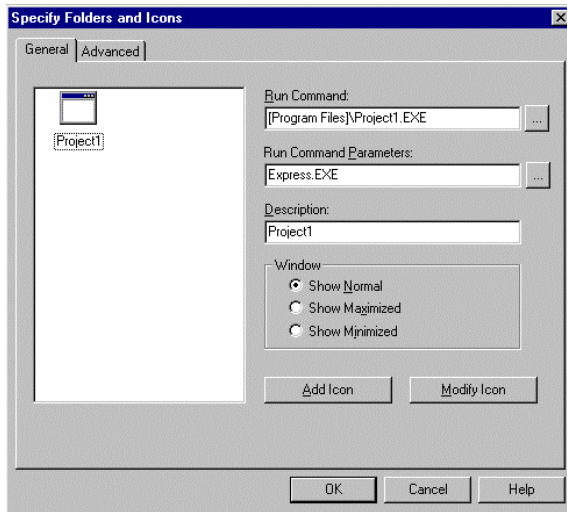 Specify Folders and Icons
General
Advanced
Project1
Run Command:
[Program Files]\Project1.EXE
...
Run Command Parameters:
Express.EXE
...
Description:
Project1
Window
Show Normal
Show Maximized
Show Minimized
Add Icon
Modify Icon
OK
Cancel
Help